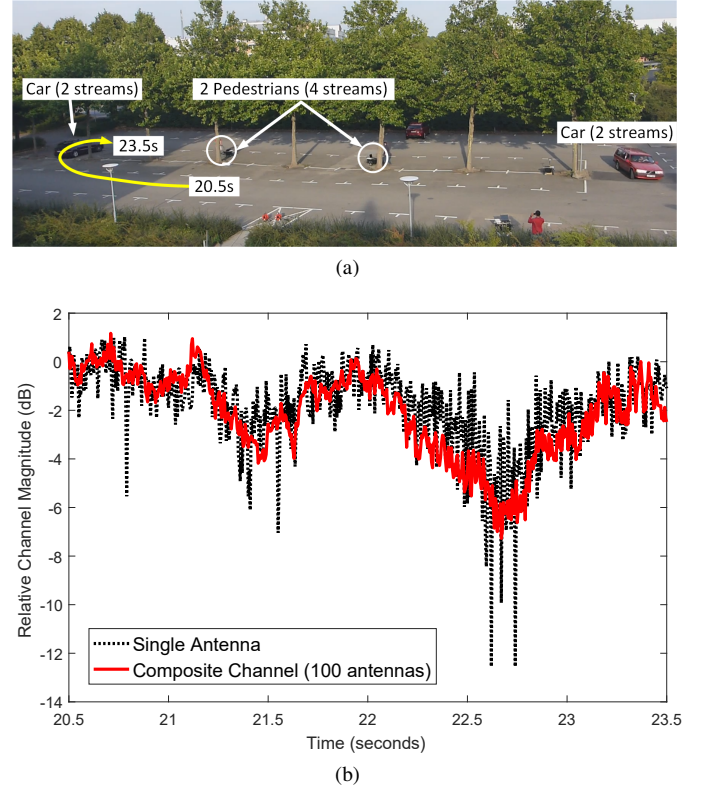 Car (2 streams)
2 Pedestrians (4 streams)
Car (2 streams)
23.5s
20.5s
(a)
2
0
-2
-4
-6
-8
-10
-12
-14
Relative Channel Magnitude (dB)
Single Antenna
Composite Channel (100 antennas)
20.5
21
21.5
22
22.5
23
23.5
Time (seconds)
(b)